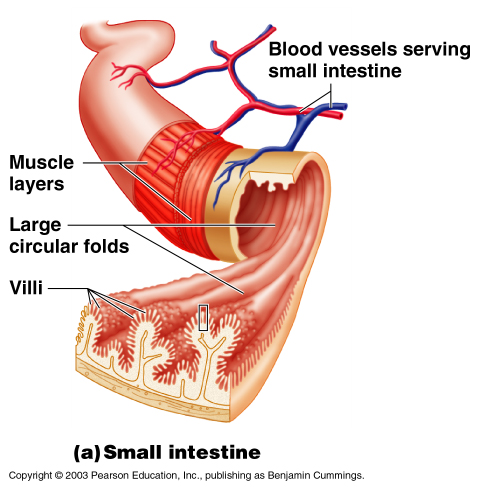 Blood vessels serving
small intestine
Muscle
layers
Large
circular folds
Villi
(a) Small intestine
Copyright © 2003 Pearson Education, Inc., publishing as Benjamin Cummings.